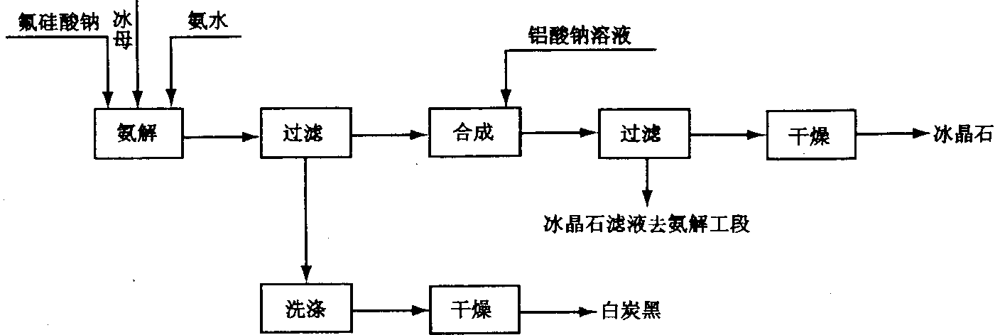 氟硅酸钠
冰母
氨水
铝酸钠溶液
氨解
过滤
合成
过滤
干燥
冰晶石
冰晶石滤液去氨解工段
洗涤
干燥
白炭黑